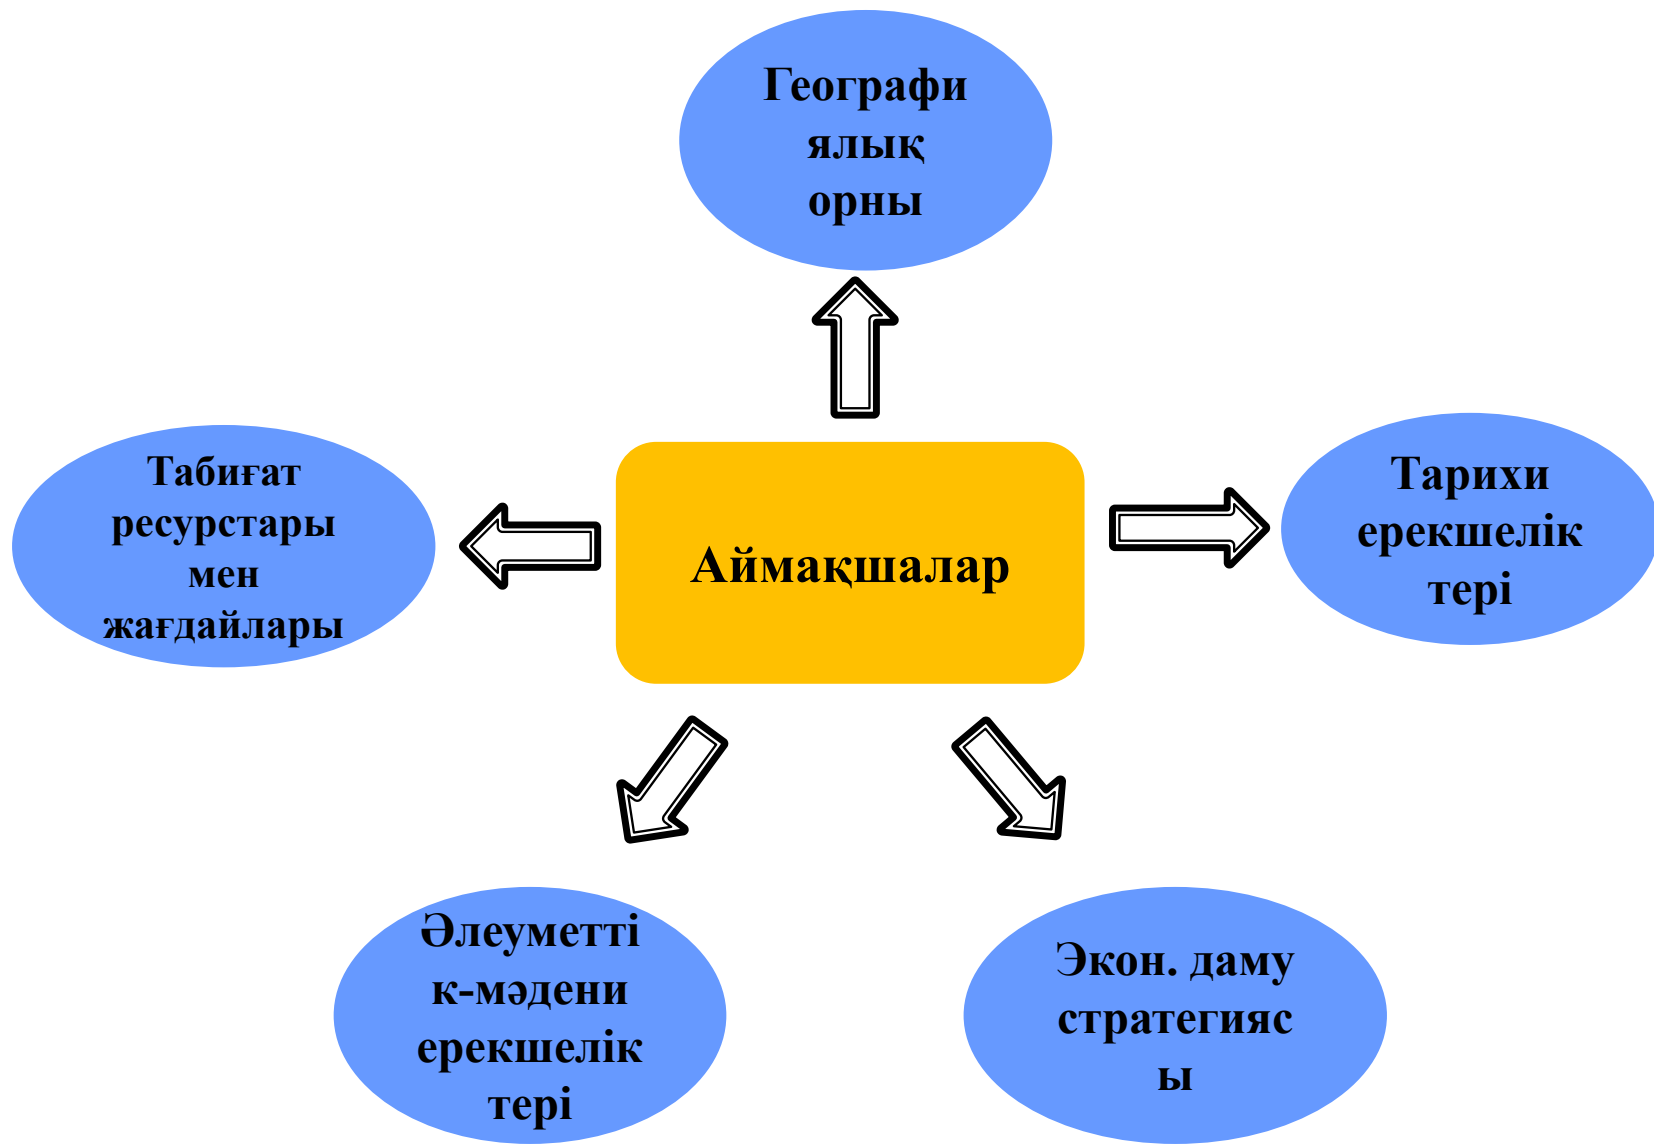 Географи
ялық
орны
Табиғат
ресурстары
мен
жағдайлары
Аймақшалар
Тарихи
ерекшелік
тері
Әлеуметті
к-мәдени
ерекшелік
тері
Экон. даму
стратегияс
ы